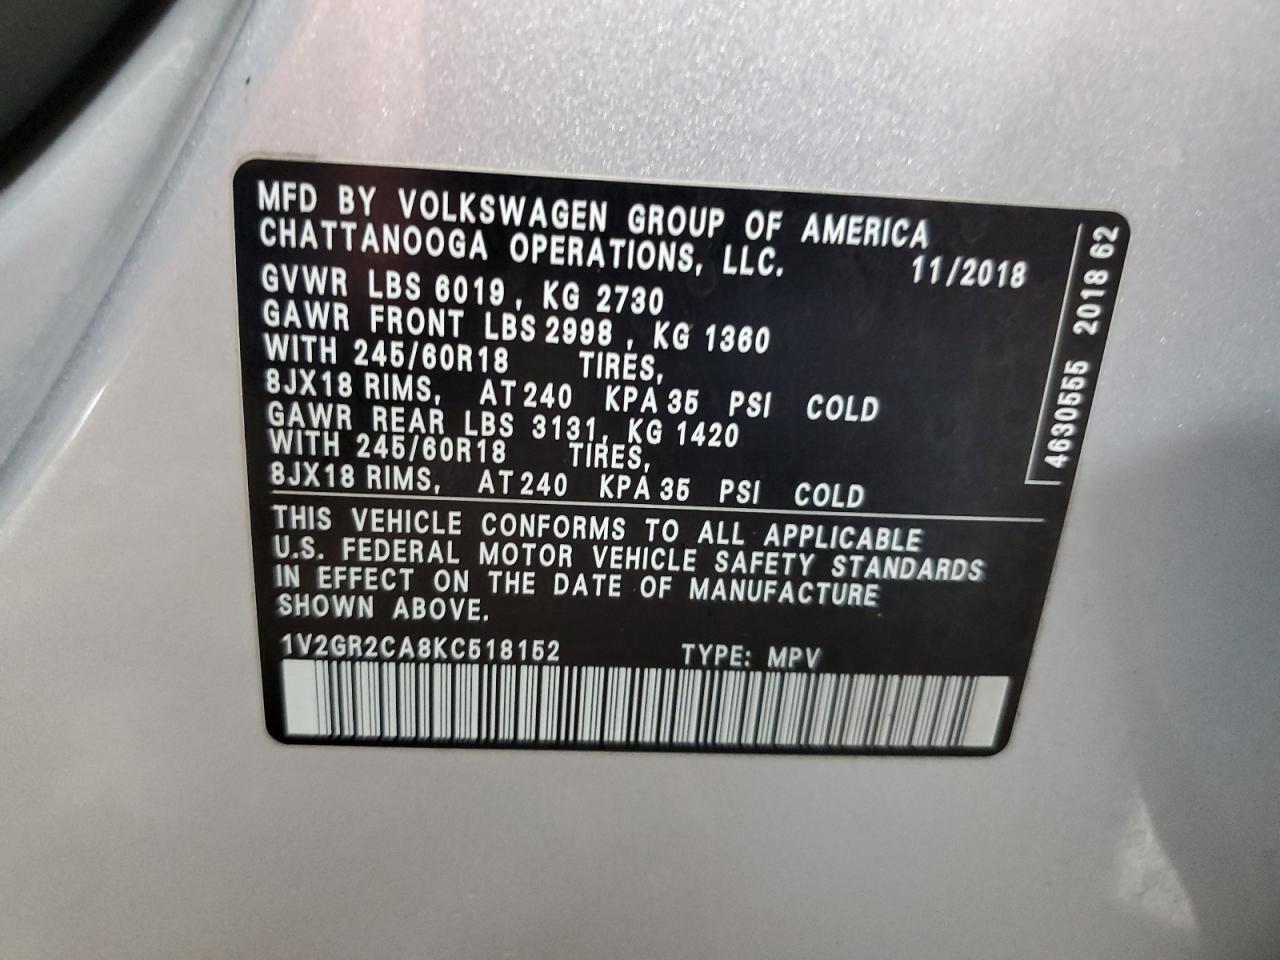 MFD BY VOLKSWAGEN GROUP OF AMERICA
CHATTANOOGA OPERATIONS, LLC. 11/2018
GVWR LBS 6019, KG 2730
GAWR FRONT LBS 2998, KG 1360
WITH 245/60R18 TIRES,
8JX18 RIMS, AT 240 KPA 35 PSI COLD
GAWR REAR LBS 3131, KG 1420
WITH 245/60R18 TIRES,
8JX18 RIMS, AT 240 KPA 35 PSI COLD
THIS VEHICLE CONFORMS TO ALL APPLICABLE
U.S. FEDERAL MOTOR VEHICLE SAFETY STANDARDS
IN EFFECT ON THE DATE OF MANUFACTURE
SHOWN ABOVE.
1V2GR2CA8KC518152 TYPE: MPV
4630555 2018 62